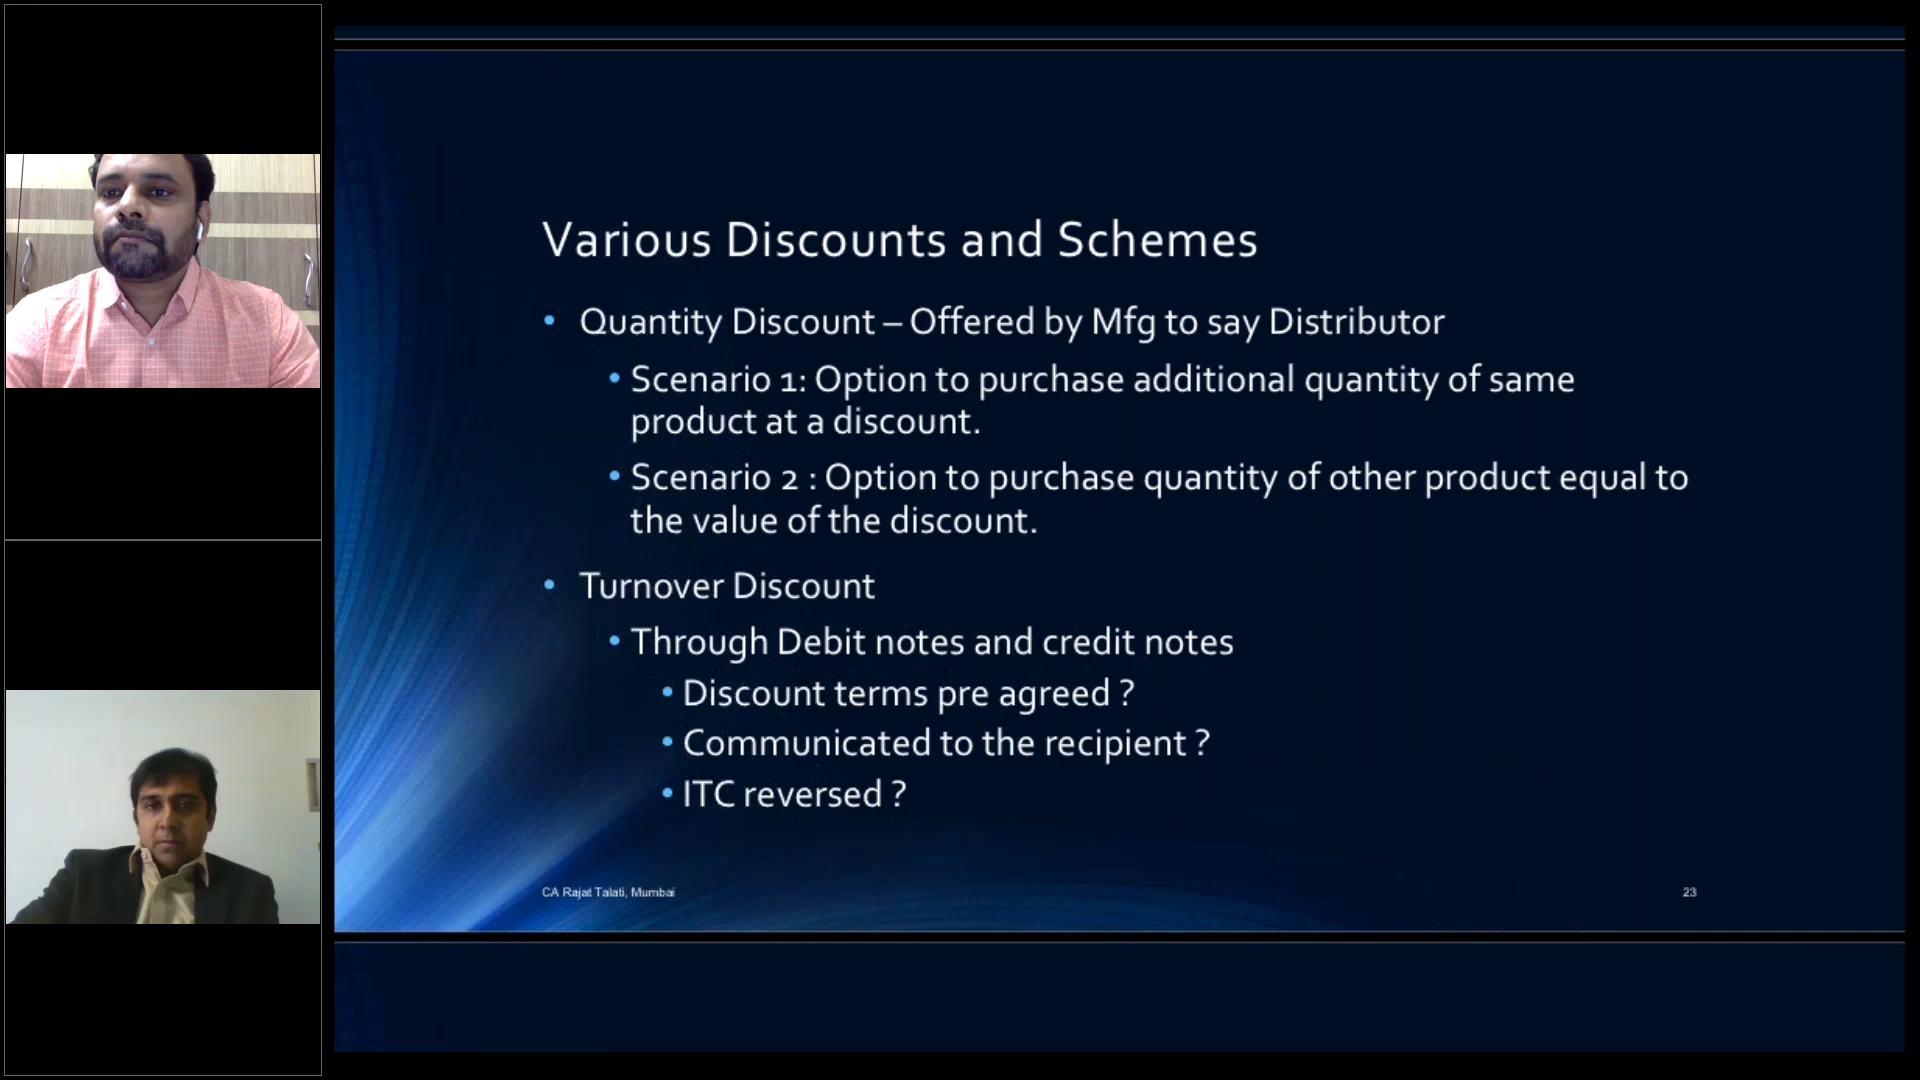 Various Discounts and Schemes
• Quantity Discount – Offered by Mfg to say Distributor
• Scenario 1: Option to purchase additional quantity of same
product at a discount.
• Scenario 2 : Option to purchase quantity of other product equal to
the value of the discount.
• Turnover Discount
• Through Debit notes and credit notes
• Discount terms pre agreed ?
• Communicated to the recipient ?
• ITC reversed ?
CA Rajat Talati, Mumbai
23